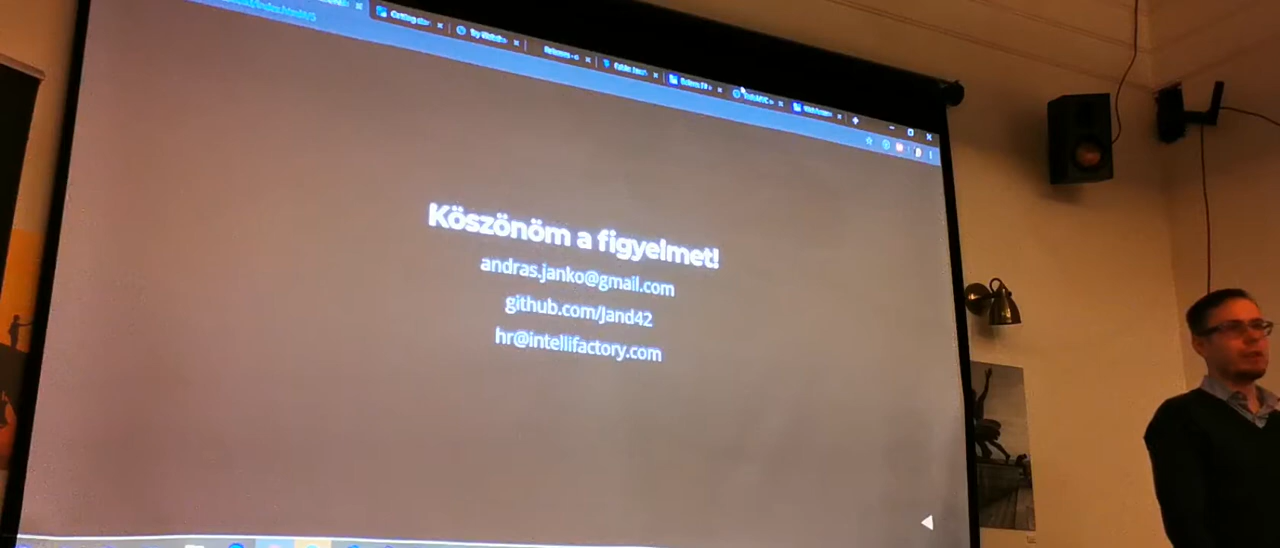 Köszönöm a figyelmet!
andras.janko@gmail.com
github.com/Jand42
hr@intellifactory.com